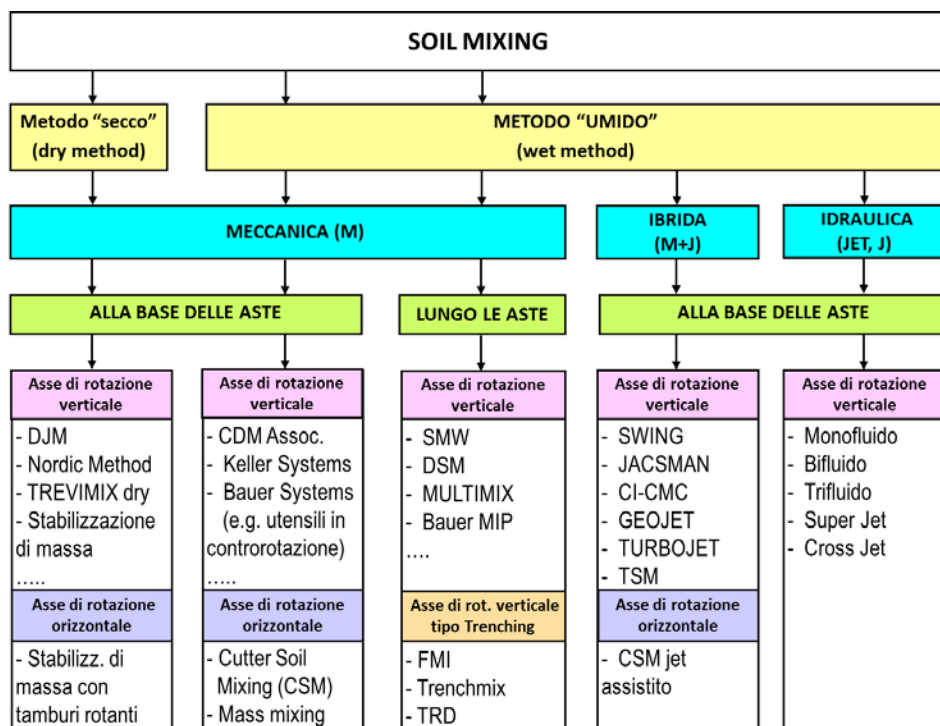 SOIL MIXING
Metodo “secco”
(dry method)
METODO “UMIDO”
(wet method)
MECCANICA (M)
IBRIDA
(M+J)
IDRAULICA
(JET, J)
ALLA BASE DELLE ASTE
LUNGO LE ASTE
ALLA BASE DELLE ASTE
Asse di rotazione
verticale
- DJM
- Nordic Method
- TREVIMIX dry
- Stabilizzazione
di massa
.....
Asse di rotazione
orizzontale
- Stabilizz. di
massa con
tamburi rotanti
Asse di rotazione
verticale
- CDM Assoc.
- Keller Systems
- Bauer Systems
(e.g. utensili in
controrotazione)
.....
Asse di rotazione
orizzontale
- Cutter Soil
Mixing (CSM)
- Mass mixing
Asse di rotazione
verticale
- SMW
- DSM
- MULTIMIX
- Bauer MIP
....
Asse di rot. verticale
tipo Trenching
- FMI
- Trenchmix
- TRD
Asse di rotazione
verticale
- SWING
- JACSMAN
- CI-CMC
- GEOJET
- TURBOJET
- TSM
Asse di rotazione
orizzontale
- CSM jet
assistito
Asse di rotazione
verticale
- Monofluido
- Bifluido
- Trifluido
- Super Jet
- Cross Jet